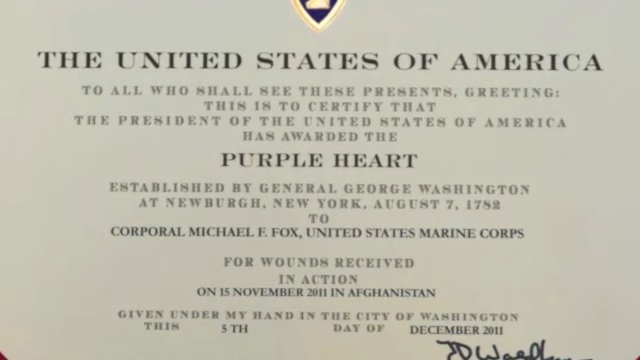 THE UNITED STATES OF AMERICA
TO ALL WHO SHALL SEE THESE PRESENTS, GREETING:
THIS IS TO CERTIFY THAT
THE PRESIDENT OF THE UNITED STATES OF AMERICA
HAS AWARDED THE
PURPLE HEART
ESTABLISHED BY GENERAL GEORGE WASHINGTON
AT NEWBURGH, NEW YORK, AUGUST 7, 1782
TO
CORPORAL MICHAEL F. FOX, UNITED STATES MARINE CORPS
FOR WOUNDS RECEIVED
IN ACTION
ON 15 NOVEMBER 2011 IN AFGHANISTAN
GIVEN UNDER MY HAND IN THE CITY OF WASHINGTON
THIS 5 TH DAY OF DECEMBER 2011